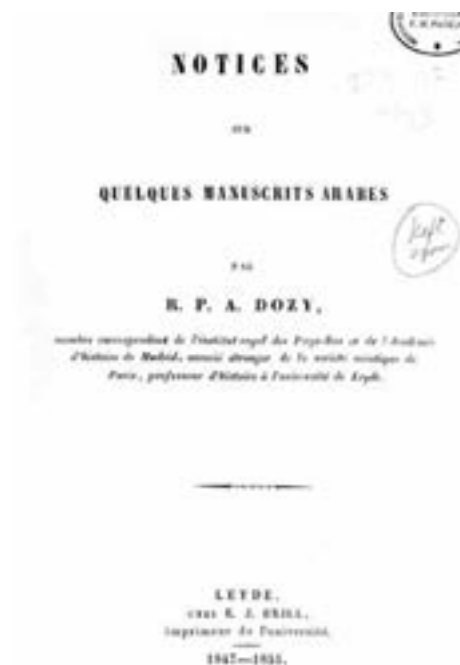 NOTICES
SUR
QUELQUES MANUSCRITS ARABES
PAR
R. P. A. DOZY,
membre correspondant de l'institut royal des Pays-Bas et de l'Académie
d'histoire de Madrid, associé étranger de la société asiatique de
Paris, professeur d'histoire à l'université de Leyde.
LEYDE,
CHEZ E. J. BRILL,
imprimeur de l'université.
1847—1851.